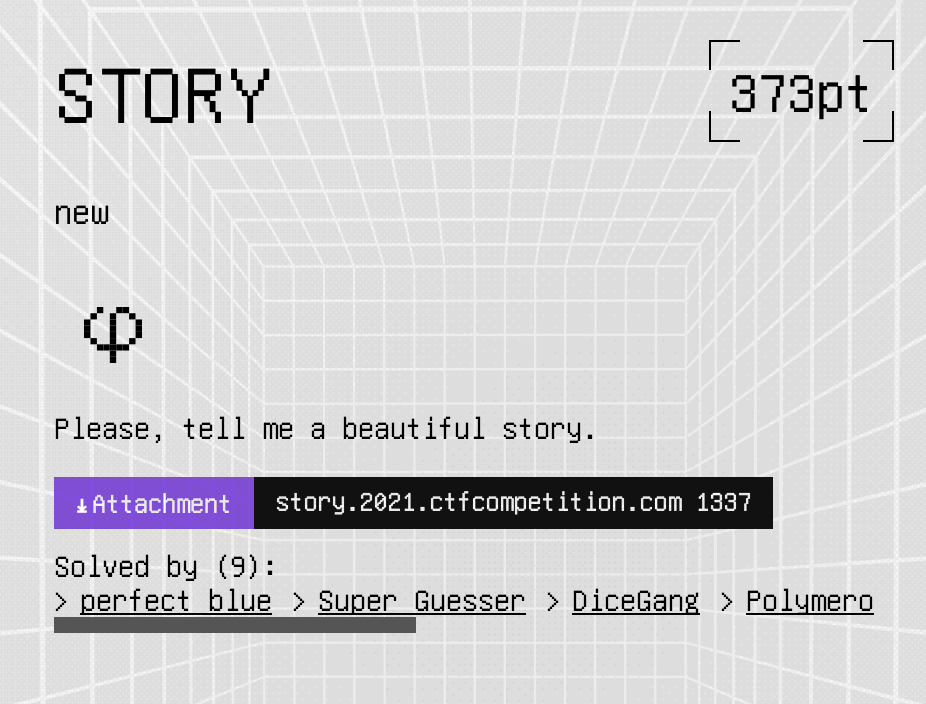 STORY
373pt
new
φ
Please, tell me a beautiful story.
Attachment
story.2021.ctfcompetition.com 1337
Solved by (9):
> perfect blue > Super Guesser > DiceGang > Polymero